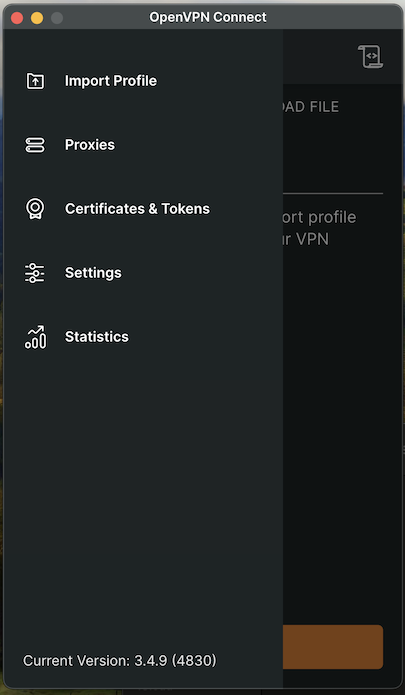 OpenVPN Connect
Import Profile
OAD FILE
Proxies
Certificates & Tokens
ort profile
ur VPN
Settings
Statistics
Current Version: 3.4.9 (4830)